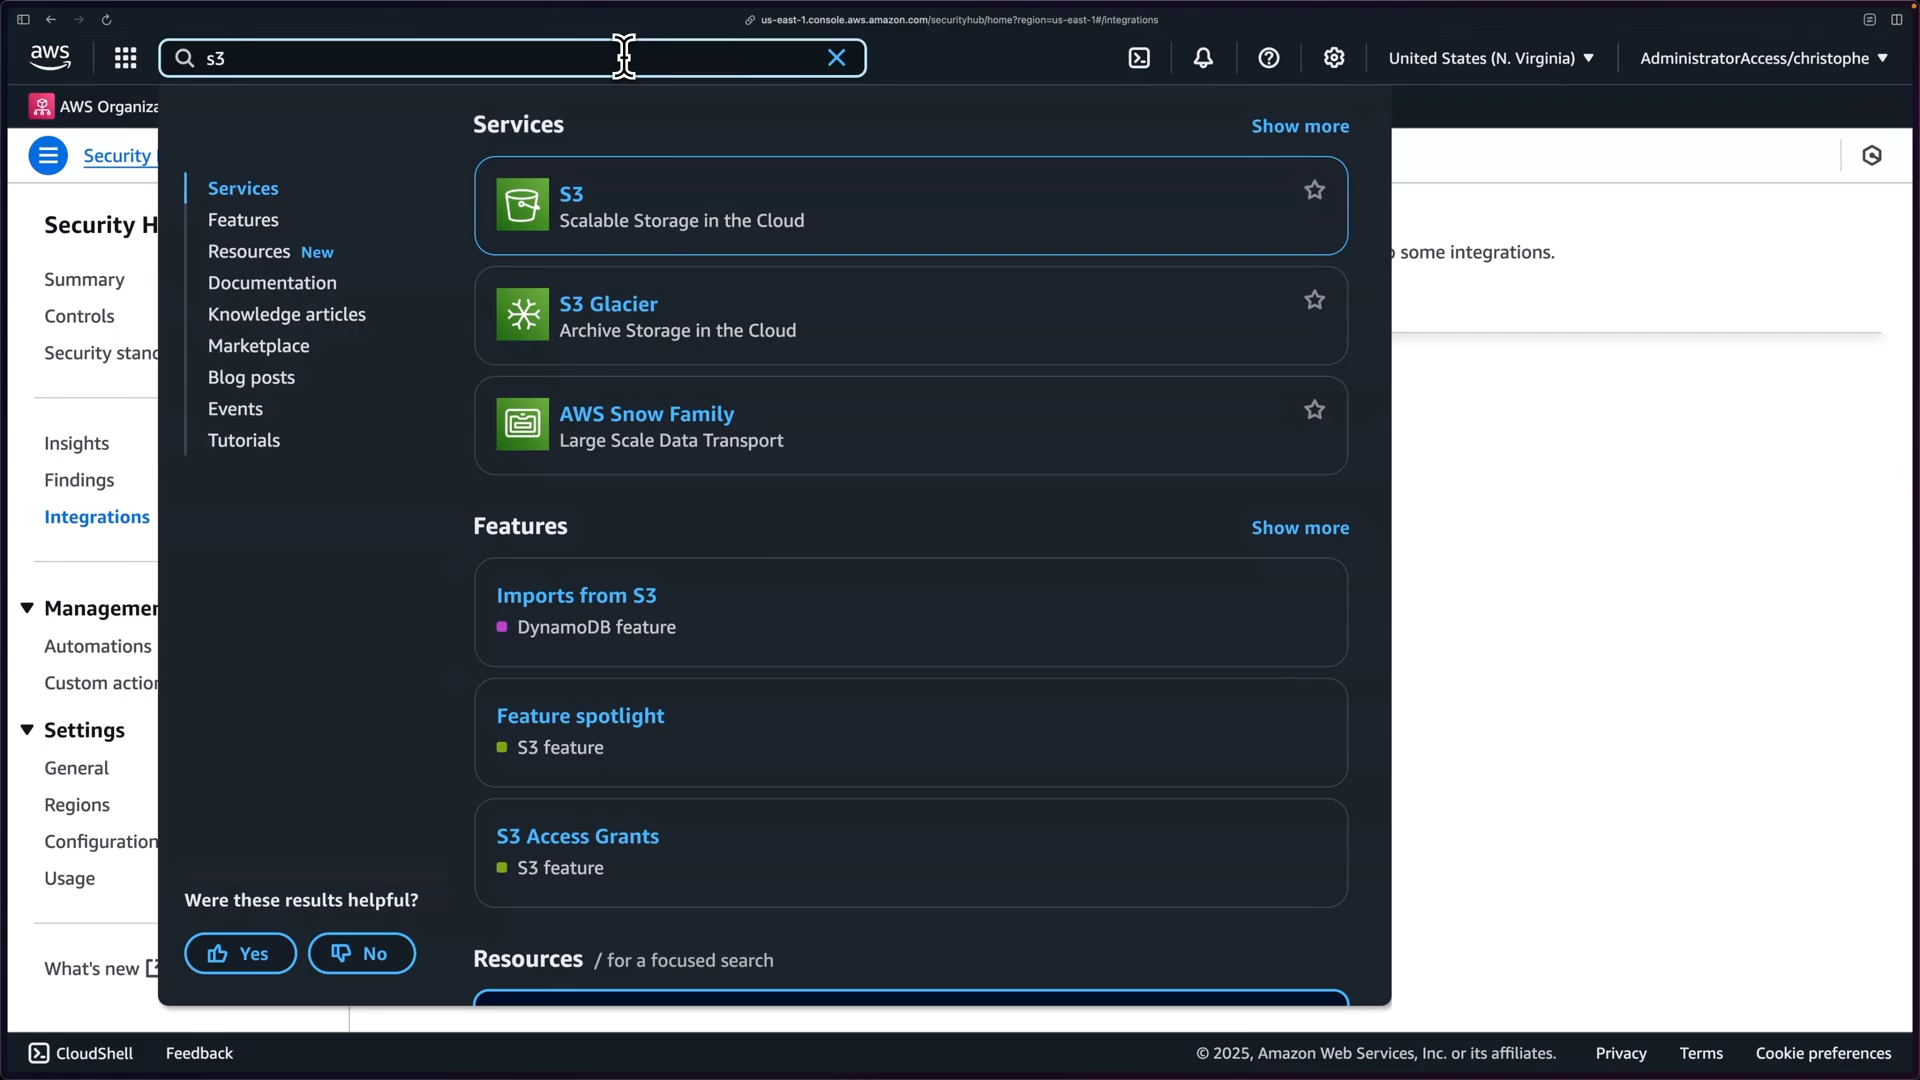 us-east-1.console.aws.amazon.com/securityhub/home?region=us-east-1#/integrations
aws
s3
United States (N. Virginia)
AdministratorAccess/christophe
AWS Organiza
Security
Security H
Summary
Controls
Security stand
Insights
Findings
Integrations
Managemen
Automations
Custom action
Settings
General
Regions
Configuration
Usage
What's new
Services
Features
Resources New
Documentation
Knowledge articles
Marketplace
Blog posts
Events
Tutorials
Were these results helpful?
Yes
No
Services
Show more
S3
Scalable Storage in the Cloud
S3 Glacier
Archive Storage in the Cloud
AWS Snow Family
Large Scale Data Transport
Features
Show more
Imports from S3
DynamoDB feature
Feature spotlight
S3 feature
S3 Access Grants
S3 feature
Resources / for a focused search
some integrations.
CloudShell
Feedback
© 2025, Amazon Web Services, Inc. or its affiliates.
Privacy
Terms
Cookie preferences